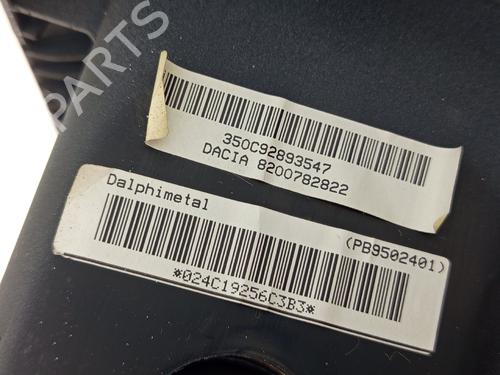 B-PARTS
350C92893547
DACIA 8200782822
Dalphimetal
(PB9502401)
*024C19256C3B3*